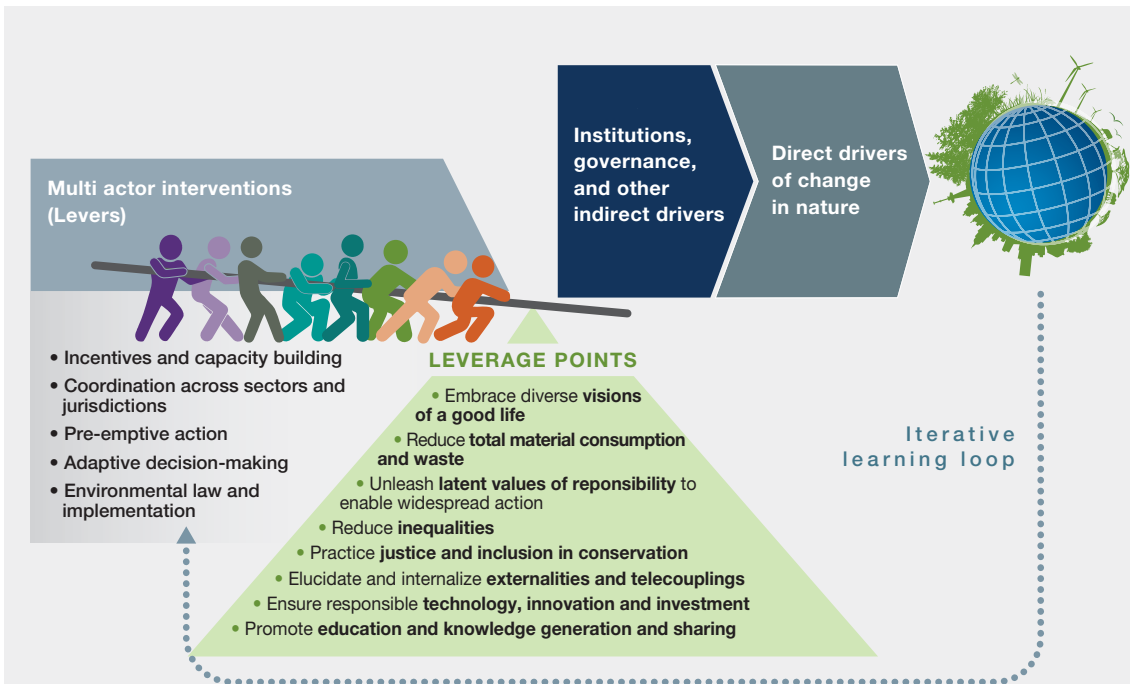 Institutions,
governance,
and other
indirect drivers
Direct drivers
of change
in nature
Multi actor interventions
(Levers)
• Incentives and capacity building
• Coordination across sectors and
jurisdictions
• Pre-emptive action
• Adaptive decision-making
• Environmental law and
implementation
LEVERAGE POINTS
• Embrace diverse visions
of a good life
• Reduce total material consumption
and waste
• Unleash latent values of reponsibility to
enable widespread action
• Reduce inequalities
• Practice justice and inclusion in conservation
• Elucidate and internalize externalities and telecouplings
• Ensure responsible technology, innovation and investment
• Promote education and knowledge generation and sharing
Iterative
learning loop